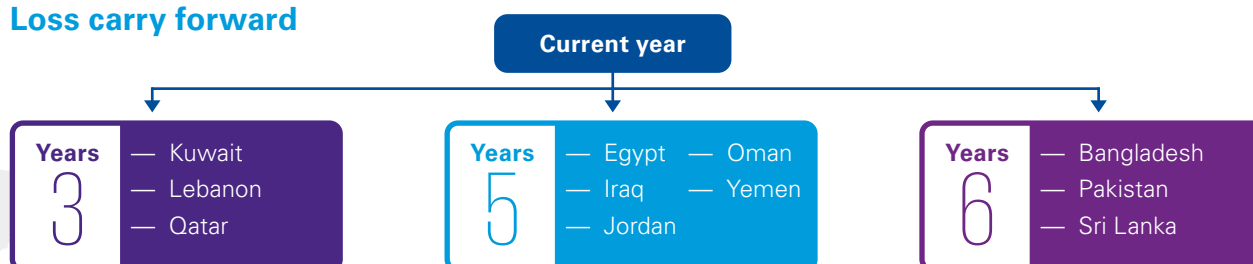 Loss carry forward
Current year
Years
3
— Kuwait
— Lebanon
— Qatar
Years
5
— Egypt — Oman
— Iraq — Yemen
— Jordan
Years
6
— Bangladesh
— Pakistan
— Sri Lanka